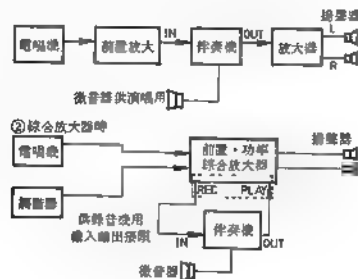 揚聲器
電唱機 前置放大 IN 伴奏機 OUT 放大器 L
R
微音器供演唱用
②綜合放大器時
電唱機 前置・功率 揚聲器
綜合放大器
調諧器 REC PLAY
供錄音機用
輸入輸出插頭
IN 伴奏機 OUT
微音器